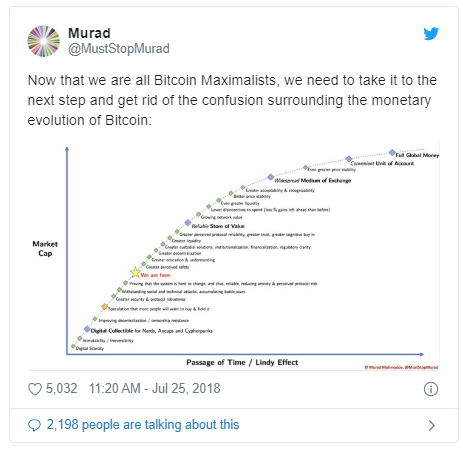 Murad
@MustStopMurad
Now that we are all Bitcoin Maximalists, we need to take it to the
next step and get rid of the confusion surrounding the monetary
evolution of Bitcoin:
Full Global Money
Convenient Unit of Account
Even greater price stability
Widespread Medium of Exchange
Greater acceptability & recognizability
Better price stability
Even greater liquidity
Lower disincentives to spend (less % gains left ahead than before)
Growing network value
Reliable Store of Value
Greater perceived protocol reliability, greater trust, greater cognitive buy in
Greater liquidity
Greater custodial solutions, institutionalization, financialization, regulatory clarity
Greater decentralization
Greater education & understanding
Greater perceived safety
We are here
Proving that the system is hard to change, and thus, reliable, reducing anxiety & perceived protocol risk
Withstanding social and technical attacks, accumulating battle scars
Greater security & protocol robustness
Speculation that more people will want to buy & hold it
Improving decentralization / censorship resistance
Digital Collectible for Nerds, Ancaps and Cypherpunks
Immutability / Irreversibility
Digital Scarcity
Market
Cap
Passage of Time / Lindy Effect
© Murad Mahmudov, @MustStopMurad
5,032 11:20 AM - Jul 25, 2018
2,198 people are talking about this